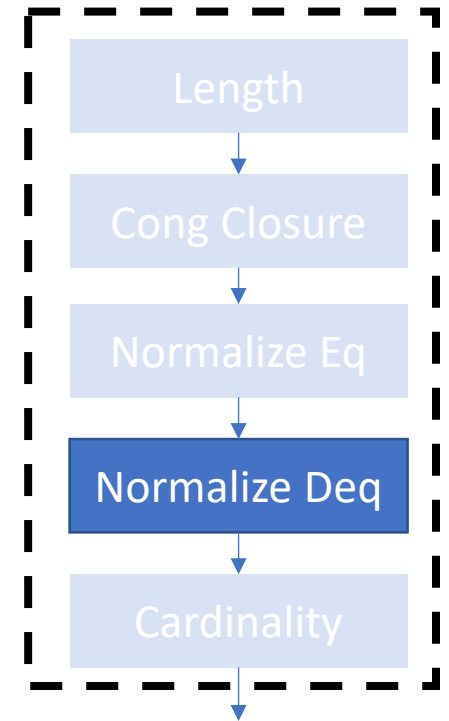 Length
Cong Closure
Normalize Eq
Normalize Deq
Cardinality